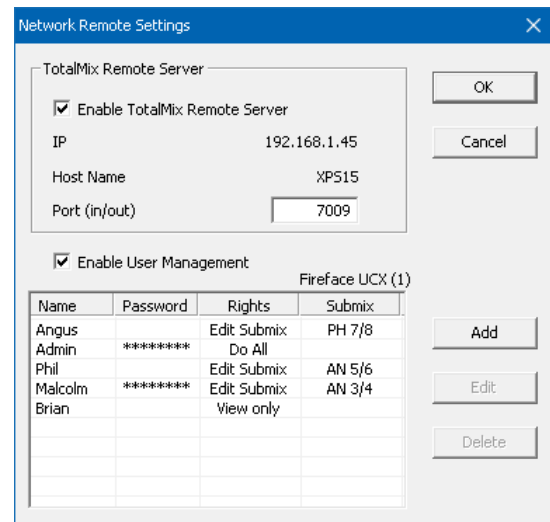 Network Remote Settings
TotalMix Remote Server
OK
Enable TotalMix Remote Server
IP 192.168.1.45
Cancel
Host Name XPS15
Port (in/out) 7009
Enable User Management
Fireface UCX (1)
Name Password Rights Submix
Angus Edit Submix PH 7/8
Add
Admin ******** Do All
Phil Edit Submix AN 5/6
Malcolm ******** Edit Submix AN 3/4
Edit
Brian View only
Delete